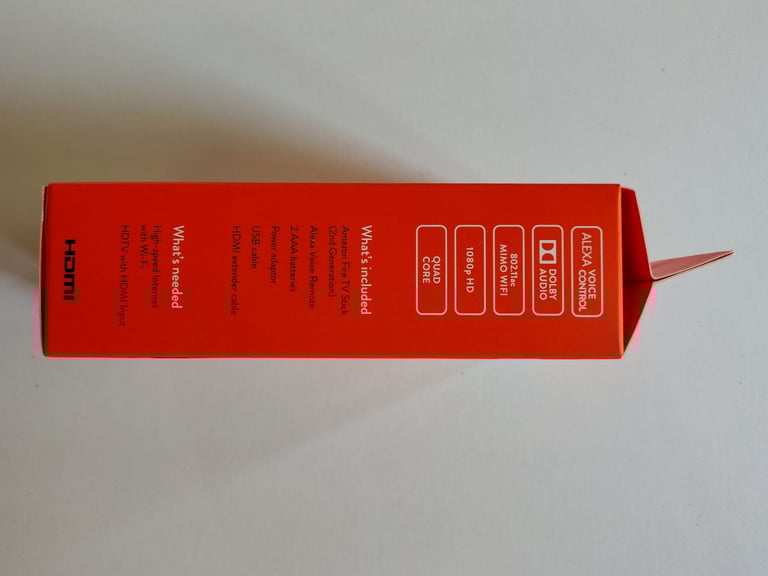 ALEXA VOICE
CONTROL
DOLBY
AUDIO
802.11ac
MIMO WIFI
1080p HD
QUAD
CORE
What's included
Amazon Fire TV Stick
(2nd Generation)
Alexa Voice Remote
2 AAA batteries
Power adaptor
USB cable
HDMI extender cable
What's needed
High-speed Internet
with Wi-Fi
HDTV with HDMI Input
HDMI